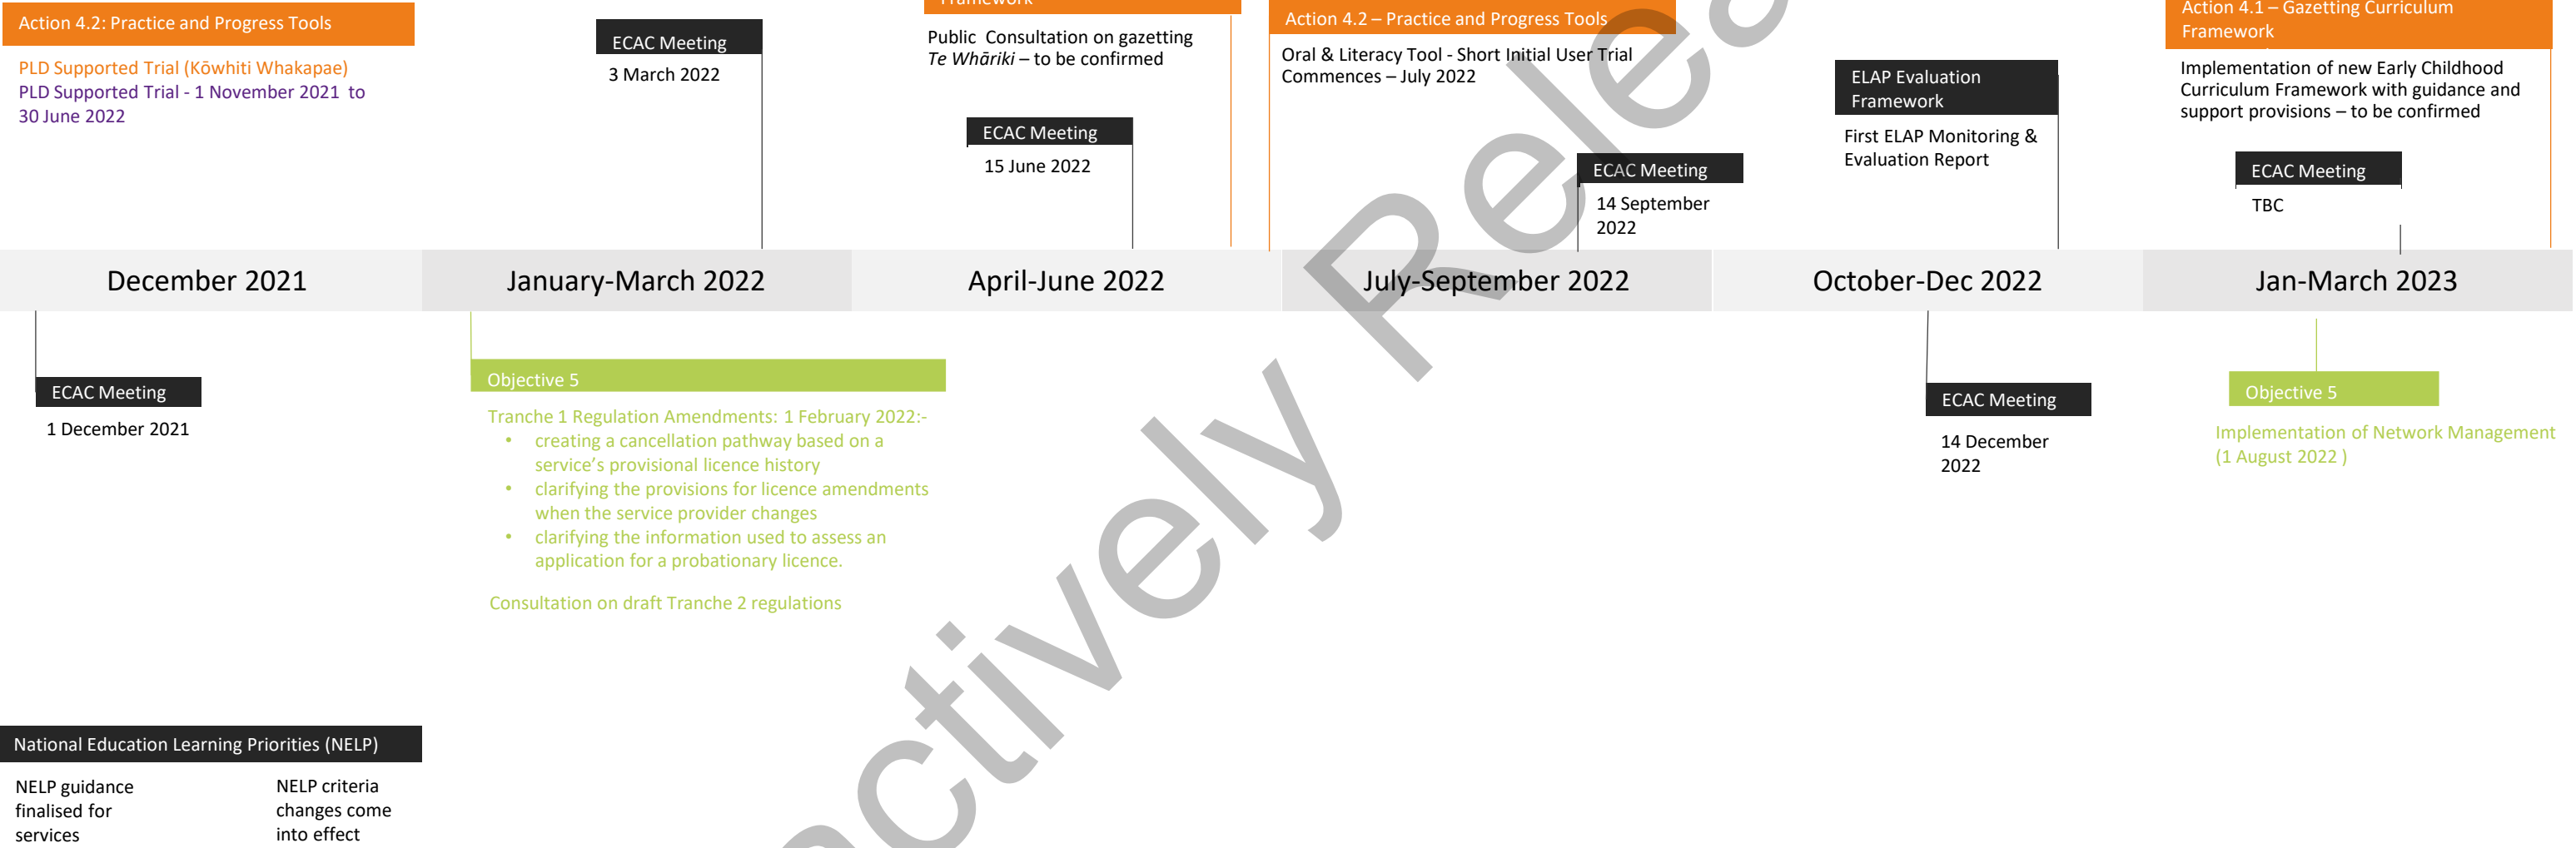 Action 4.2: Practice and Progress Tools
PLD Supported Trial (Kōwhiti Whakapae)
PLD Supported Trial - 1 November 2021 to
30 June 2022
ECAC Meeting
3 March 2022
Framework
Public Consultation on gazetting
Te Whāriki – to be confirmed
ECAC Meeting
15 June 2022
Action 4.2 – Practice and Progress Tools
Oral & Literacy Tool - Short Initial User Trial
Commences – July 2022
ECAC Meeting
14 September
2022
ELAP Evaluation
Framework
First ELAP Monitoring &
Evaluation Report
Action 4.1 – Gazetting Curriculum
Framework
Implementation of new Early Childhood
Curriculum Framework with guidance and
support provisions – to be confirmed
ECAC Meeting
TBC
December 2021
January-March 2022
April-June 2022
July-September 2022
October-Dec 2022
Jan-March 2023
ECAC Meeting
1 December 2021
Objective 5
Tranche 1 Regulation Amendments: 1 February 2022:-
• creating a cancellation pathway based on a
service's provisional licence history
• clarifying the provisions for licence amendments
when the service provider changes
• clarifying the information used to assess an
application for a probationary licence.
Consultation on draft Tranche 2 regulations
ECAC Meeting
14 December
2022
Objective 5
Implementation of Network Management
(1 August 2022 )
National Education Learning Priorities (NELP)
NELP guidance
finalised for
services
NELP criteria
changes come
into effect
ctively Relea